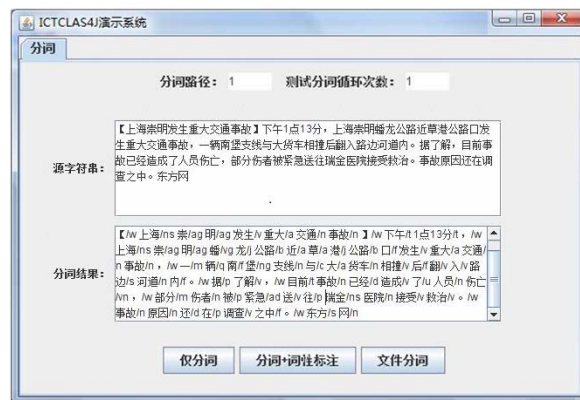 ICTCLAS4J演示系统
分词
分词路径： 1 测试分词循环次数： 1
源字符串：
【上海崇明发生重大交通事故】下午1点13分，上海崇明蟠龙公路近草港公路口发
生重大交通事故，一辆南堡支线与大货车相撞后翻入路边河道内。据了解，目前事
故已经造成了人员伤亡，部分伤者被紧急送往瑞金医院接受救治。事故原因还在调
查之中。东方网
分词结果：
【/w 上海/ns 崇/ag 明/ag 发生/v 重大/a 交通/n 事故/n 】/w 下午/t 1点13分/t，/w
上海/ns 崇/ag 明/ag 蟠/vg 龙/j 公路/b 近/a 草/a 港/j 公路/b 口/f 发生/v 重大/a 交通/
n 事故/n ，/w 一/m 辆/q 南/f 堡/ng 支线/n 与/c 大/a 货车/n 相撞/v 后/f 翻/v 入/v 路
边/s 河道/n 内/f。/w 据/p 了解/v ，/w 目前/t 事故/n 已经/d 造成/v 了/u 人员/n 伤亡
/vn ，/w 部分/m 伤者/n 被/p 紧急/ad 送/v 往/p 瑞金/ns 医院/n 接受/v 救治/v 。/w
事故/n 原因/n 还/d 在/p 调查/v 之中/f。/w 东方/s 网/n
仅分词 分词+词性标注 文件分词